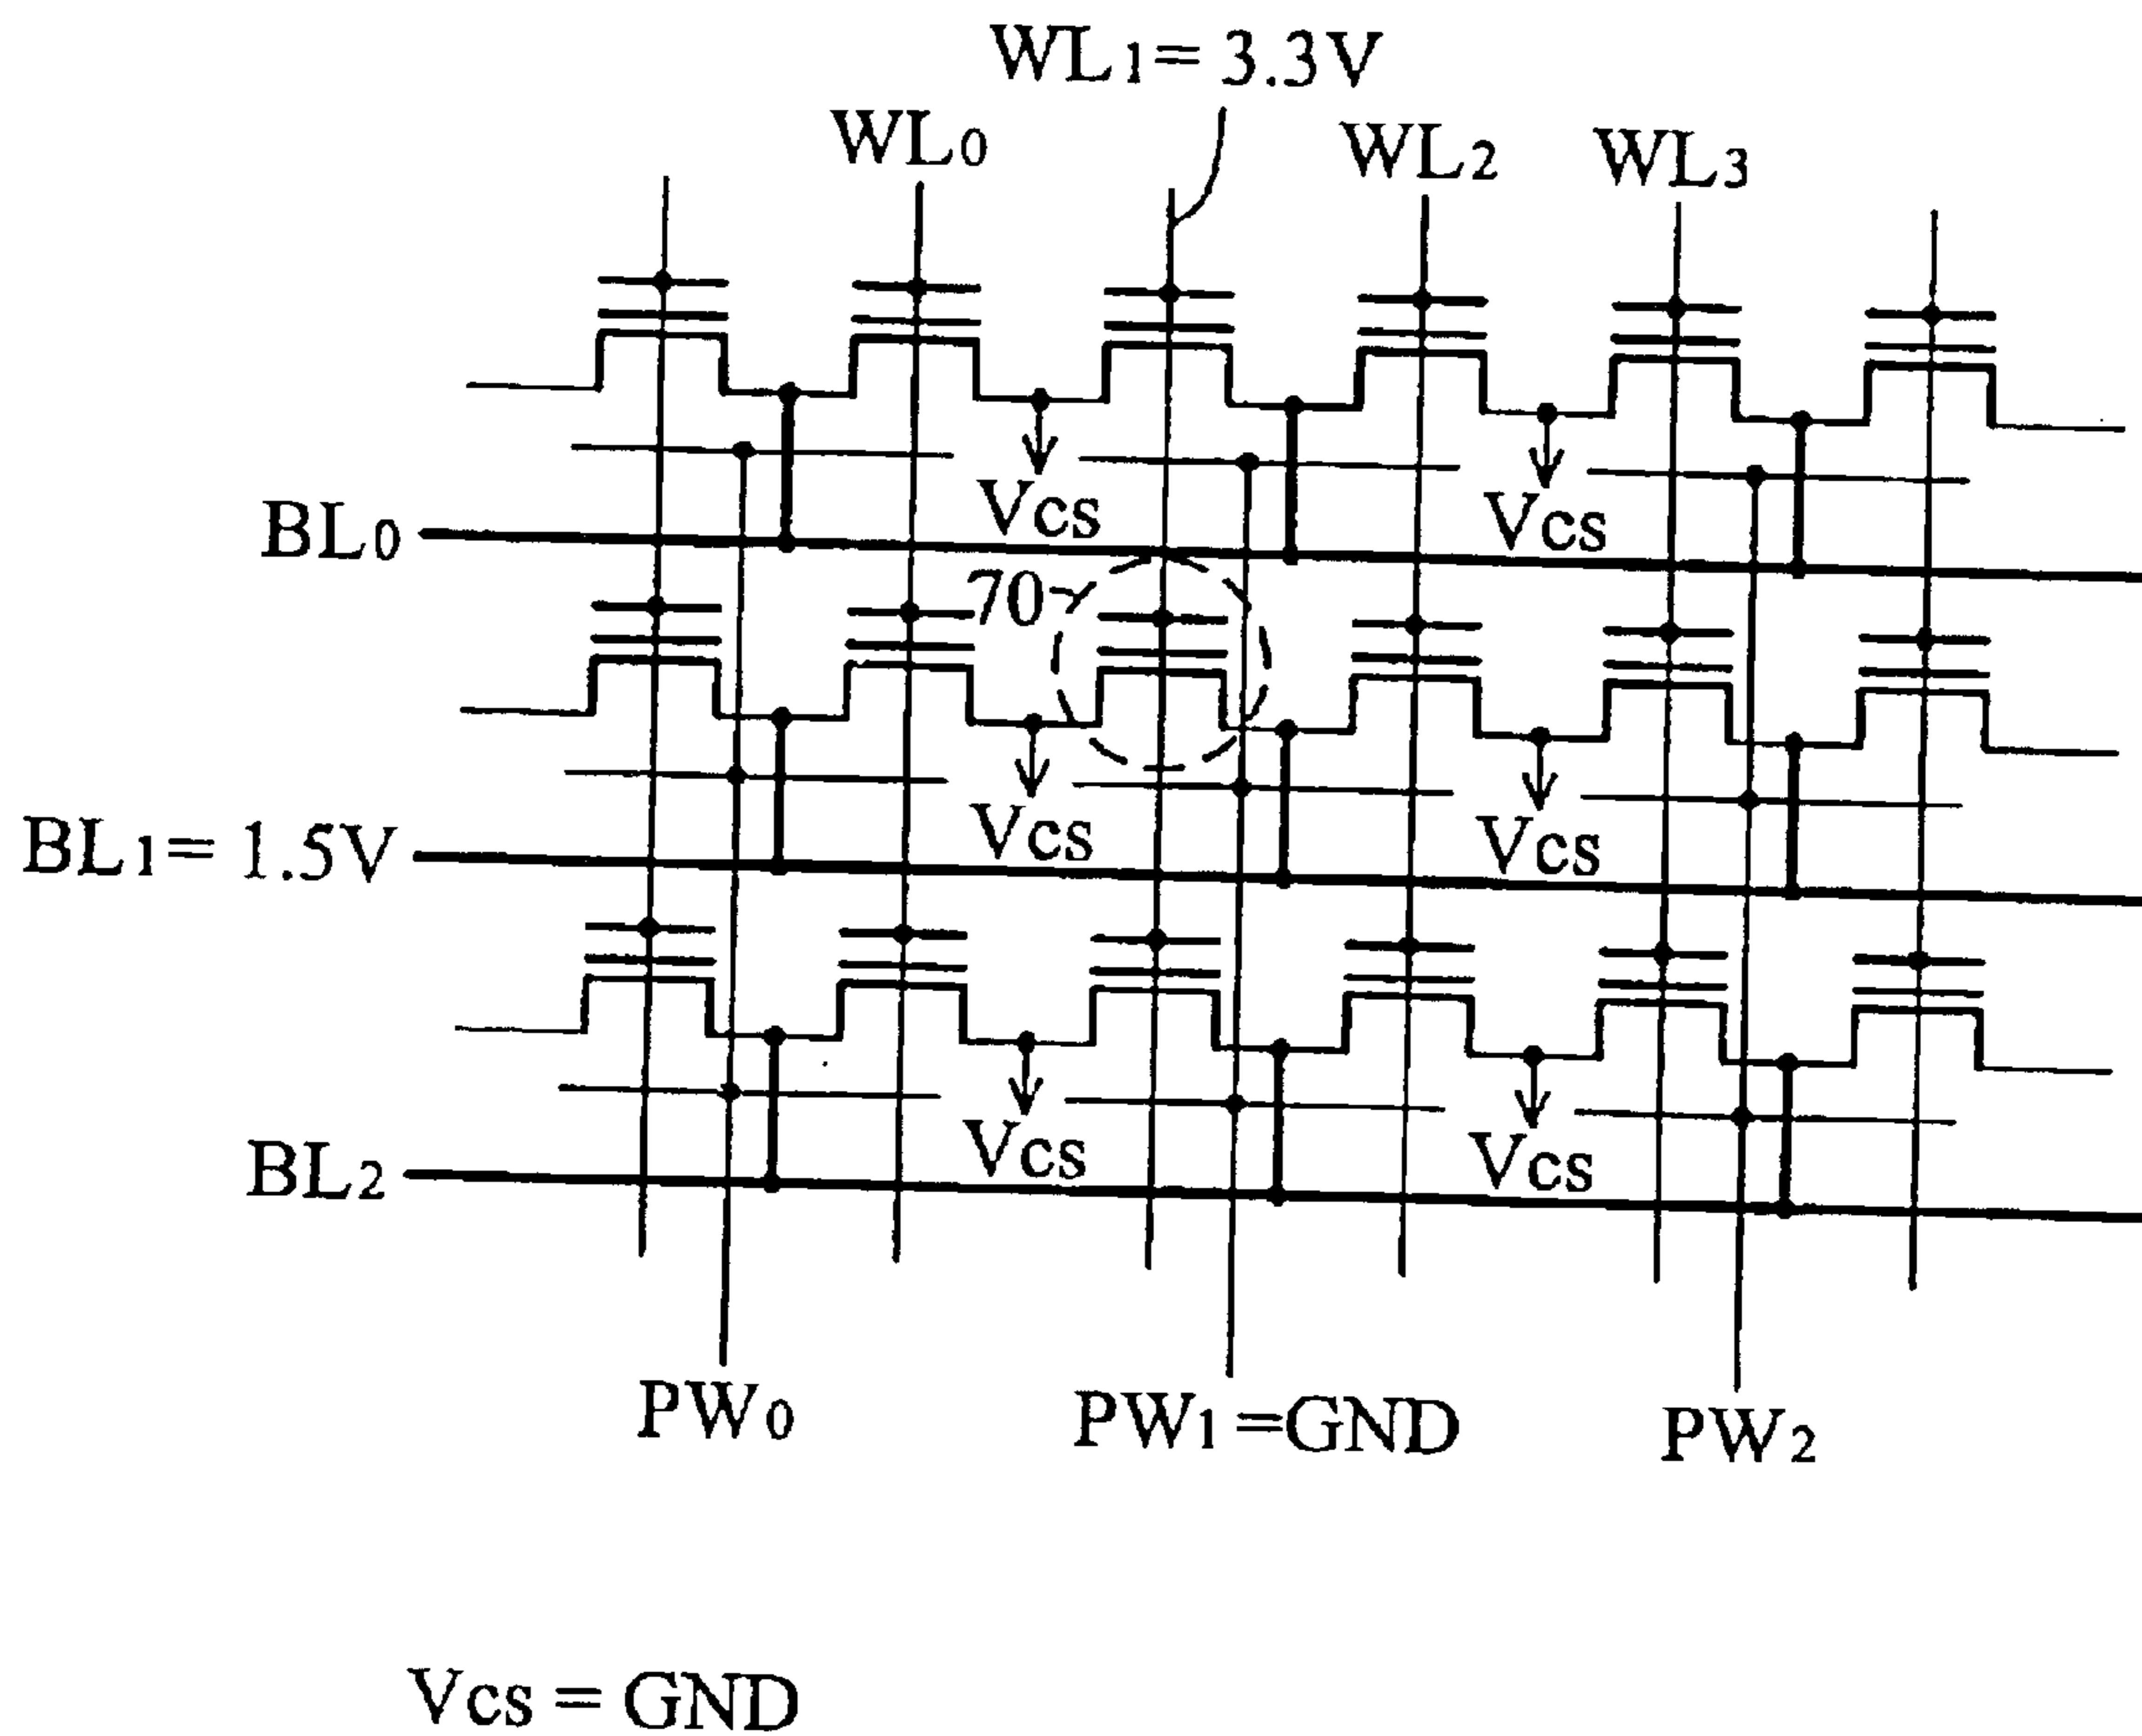 WL1= 3.3V
WL0 WL2 WL3
Vcs Vcs
BL0
70
Vcs Vcs
BL1= 1.5V
Vcs Vcs
BL2
PW0 PW1=GND PW2
Vcs = GND